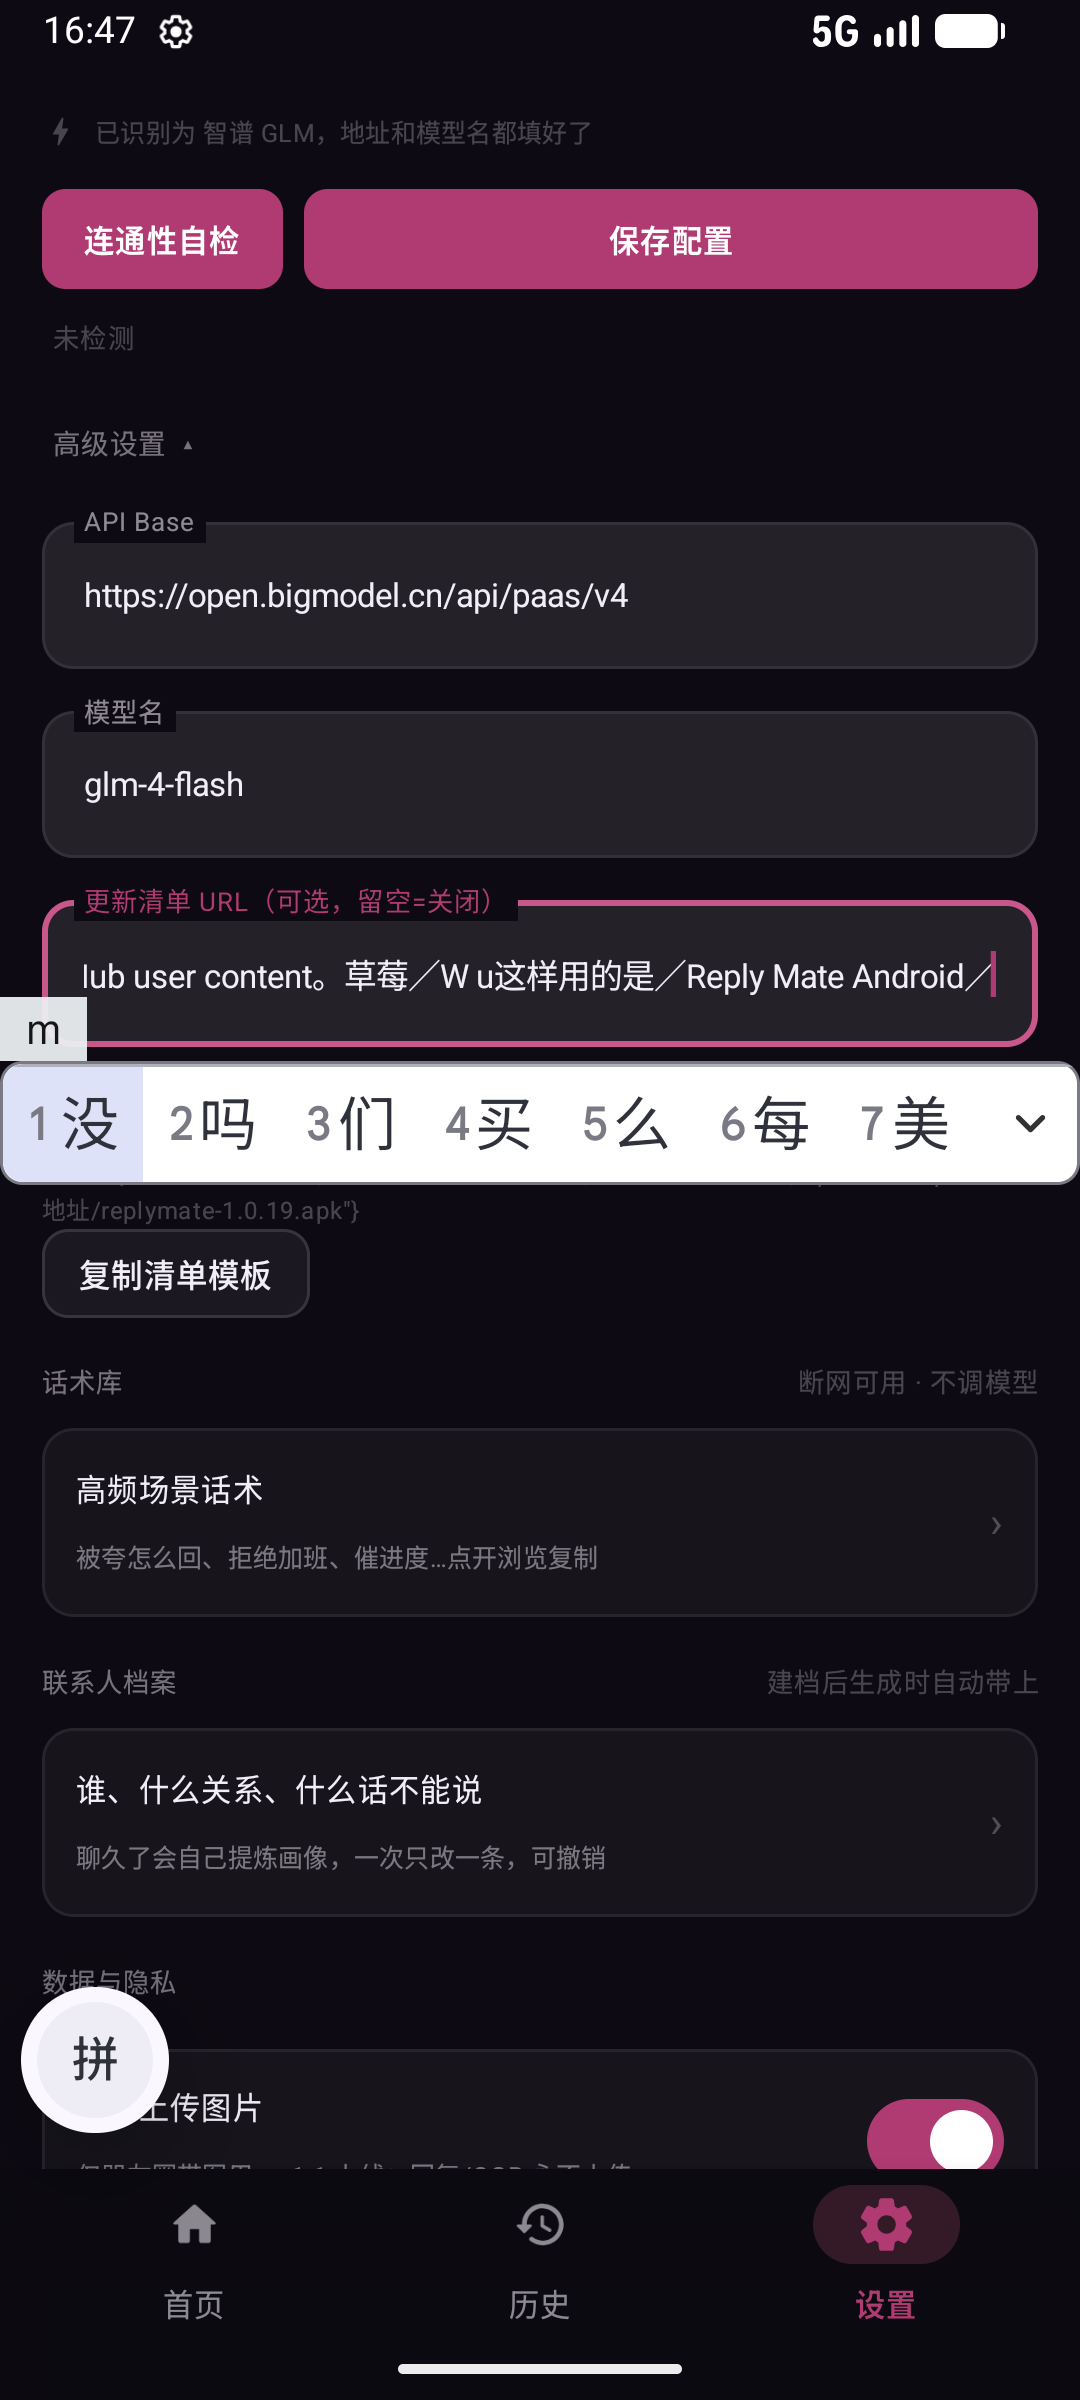 16:47
5G
已识别为 智谱 GLM，地址和模型名都填好了
连通性自检
保存配置
未检测
高级设置 ▴
API Base
https://open.bigmodel.cn/api/paas/v4
模型名
glm-4-flash
更新清单 URL（可选，留空=关闭）
lub user content。草莓／W u这样用的是／Reply Mate Android／
m
1 没 2 吗 3 们 4 买 5 么 6 每 7 美
地址/replymate-1.0.19.apk"}
复制清单模板
话术库
断网可用 · 不调模型
高频场景话术
被夸怎么回、拒绝加班、催进度…点开浏览复制
联系人档案
建档后生成时自动带上
谁、什么关系、什么话不能说
聊久了会自己提炼画像，一次只改一条，可撤销
数据与隐私
拼
上传图片
首页
历史
设置